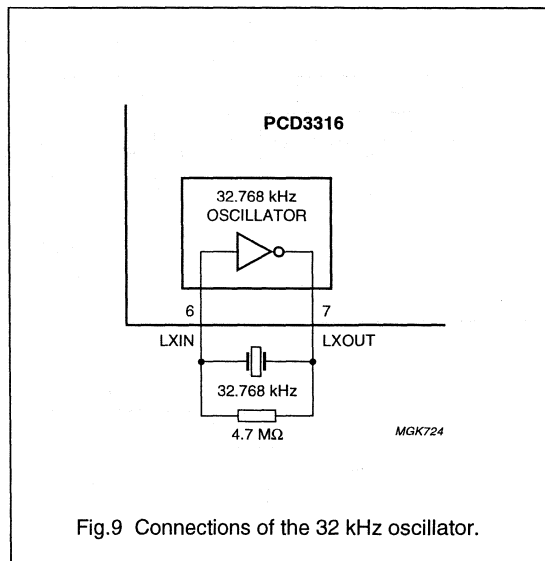 PCD3316
32.768 kHz
OSCILLATOR
6
7
LXIN
LXOUT
32.768 kHz
4.7 MΩ
MGK724
Fig.9 Connections of the 32 kHz oscillator.